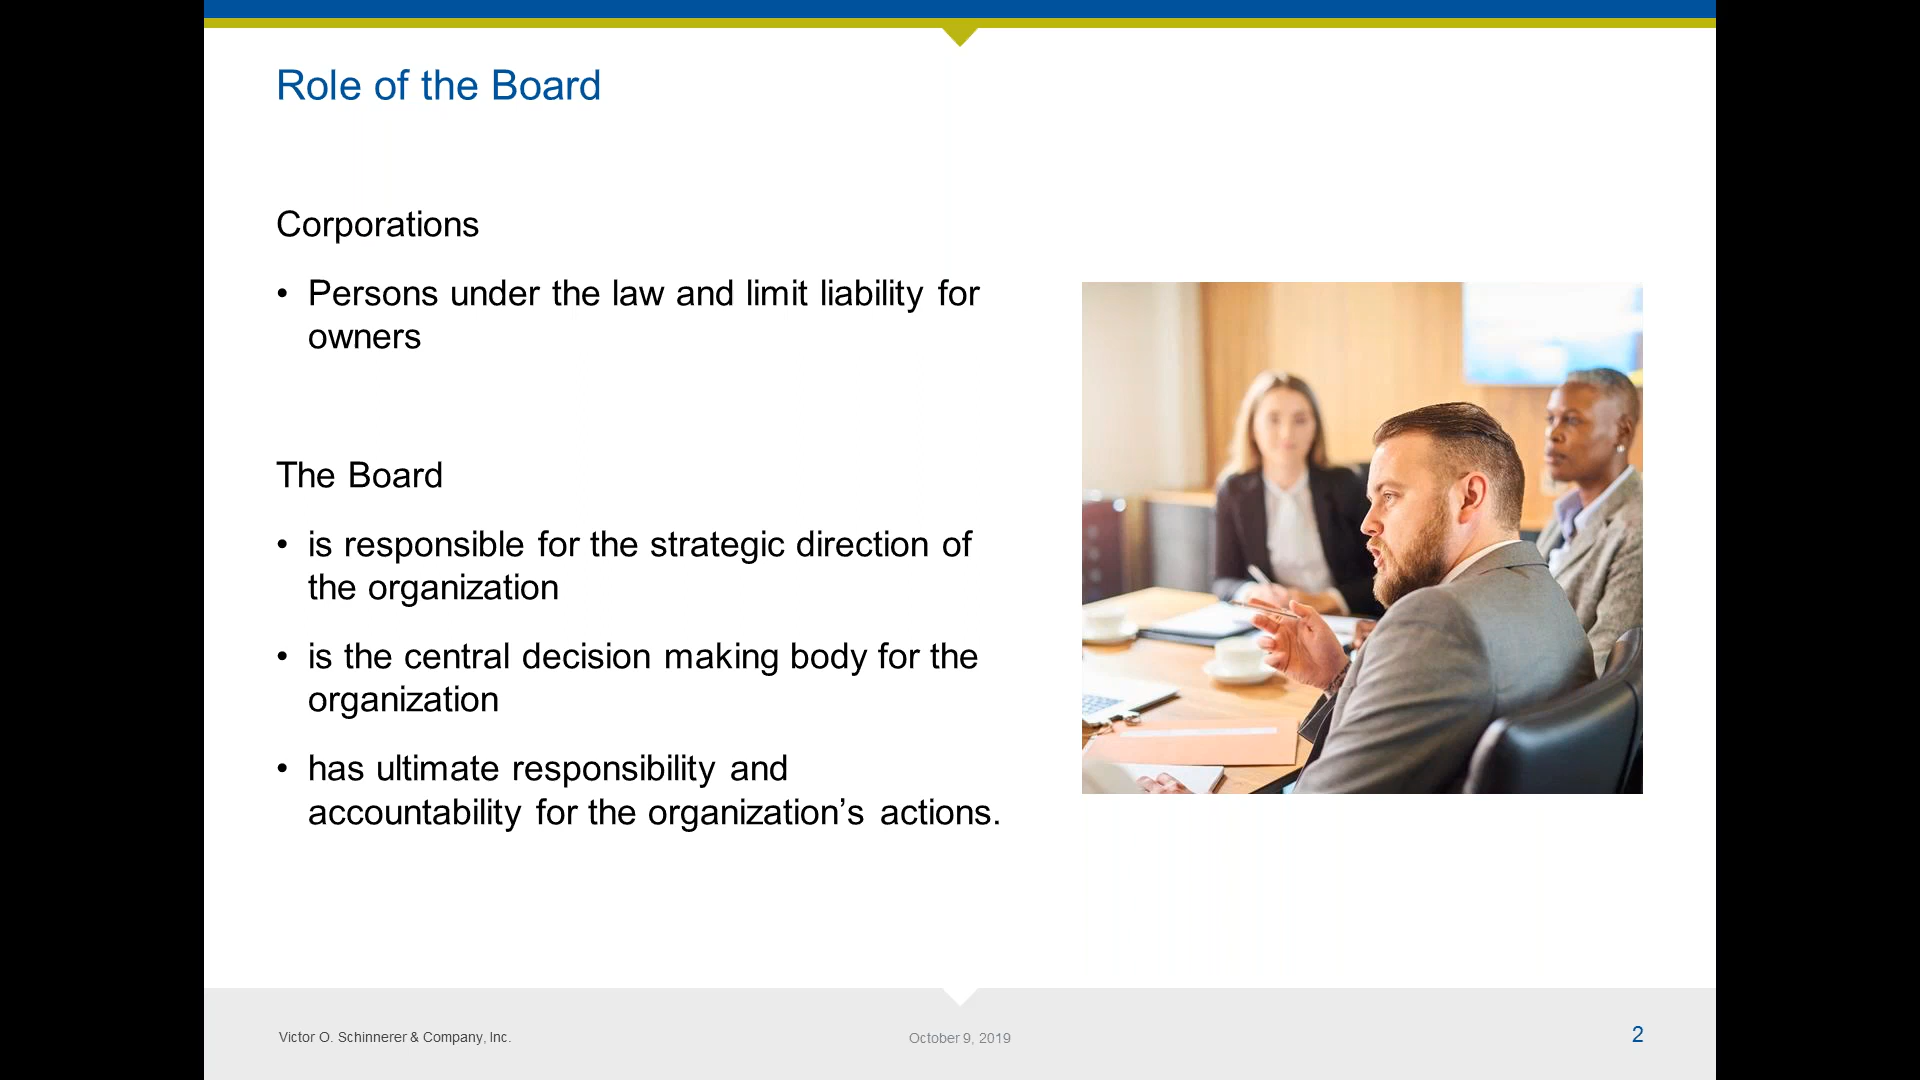 Role of the Board
Corporations
• Persons under the law and limit liability for
owners
The Board
• is responsible for the strategic direction of
the organization
• is the central decision making body for the
organization
• has ultimate responsibility and
accountability for the organization’s actions.
Victor O. Schinnerer & Company, Inc.
October 9, 2019
2